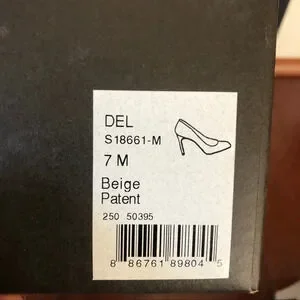 DEL
S18661-M
7 M
Beige
Patent
250 50395
8 86761 89804 5